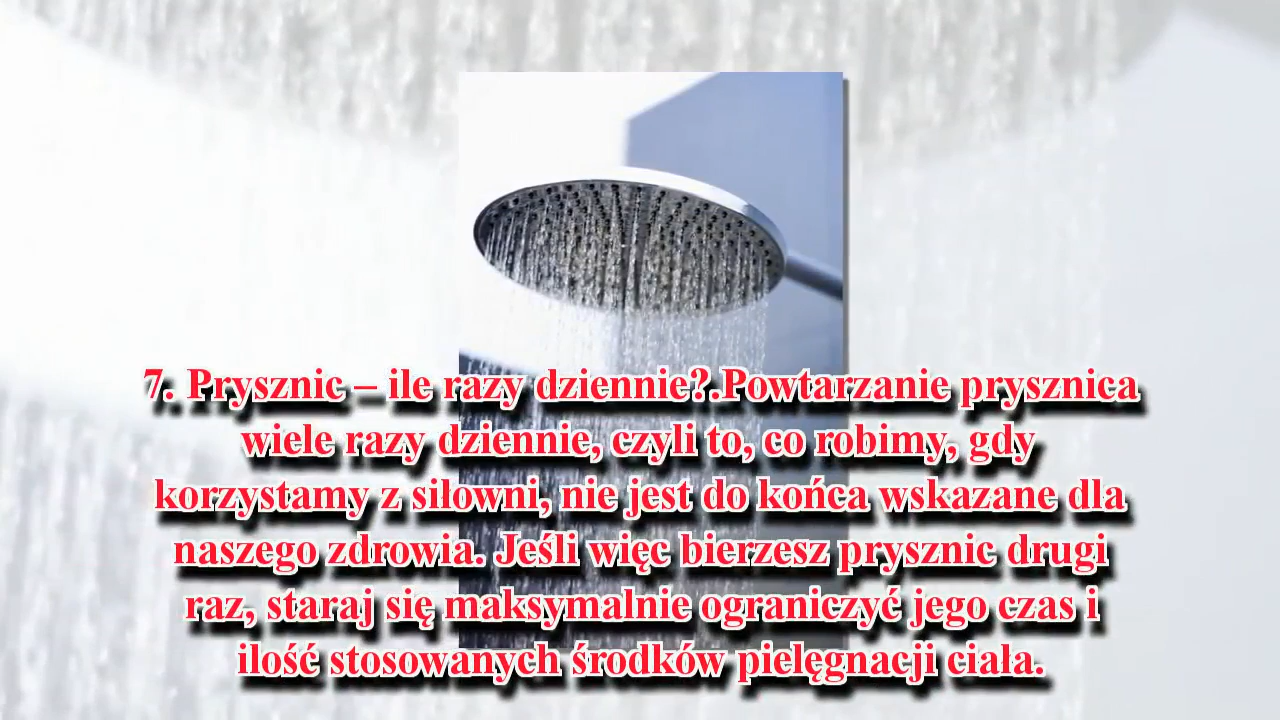 7. Prysznic – ile razy dziennie?.Powtarzanie prysznica
wiele razy dziennie, czyli to, co robimy, gdy
korzystamy z siłowni, nie jest do końca wskazane dla
naszego zdrowia. Jeśli więc bierzesz prysznic drugi
raz, staraj się maksymalnie ograniczyć jego czas i
ilość stosowanych środków pielęgnacji ciała.